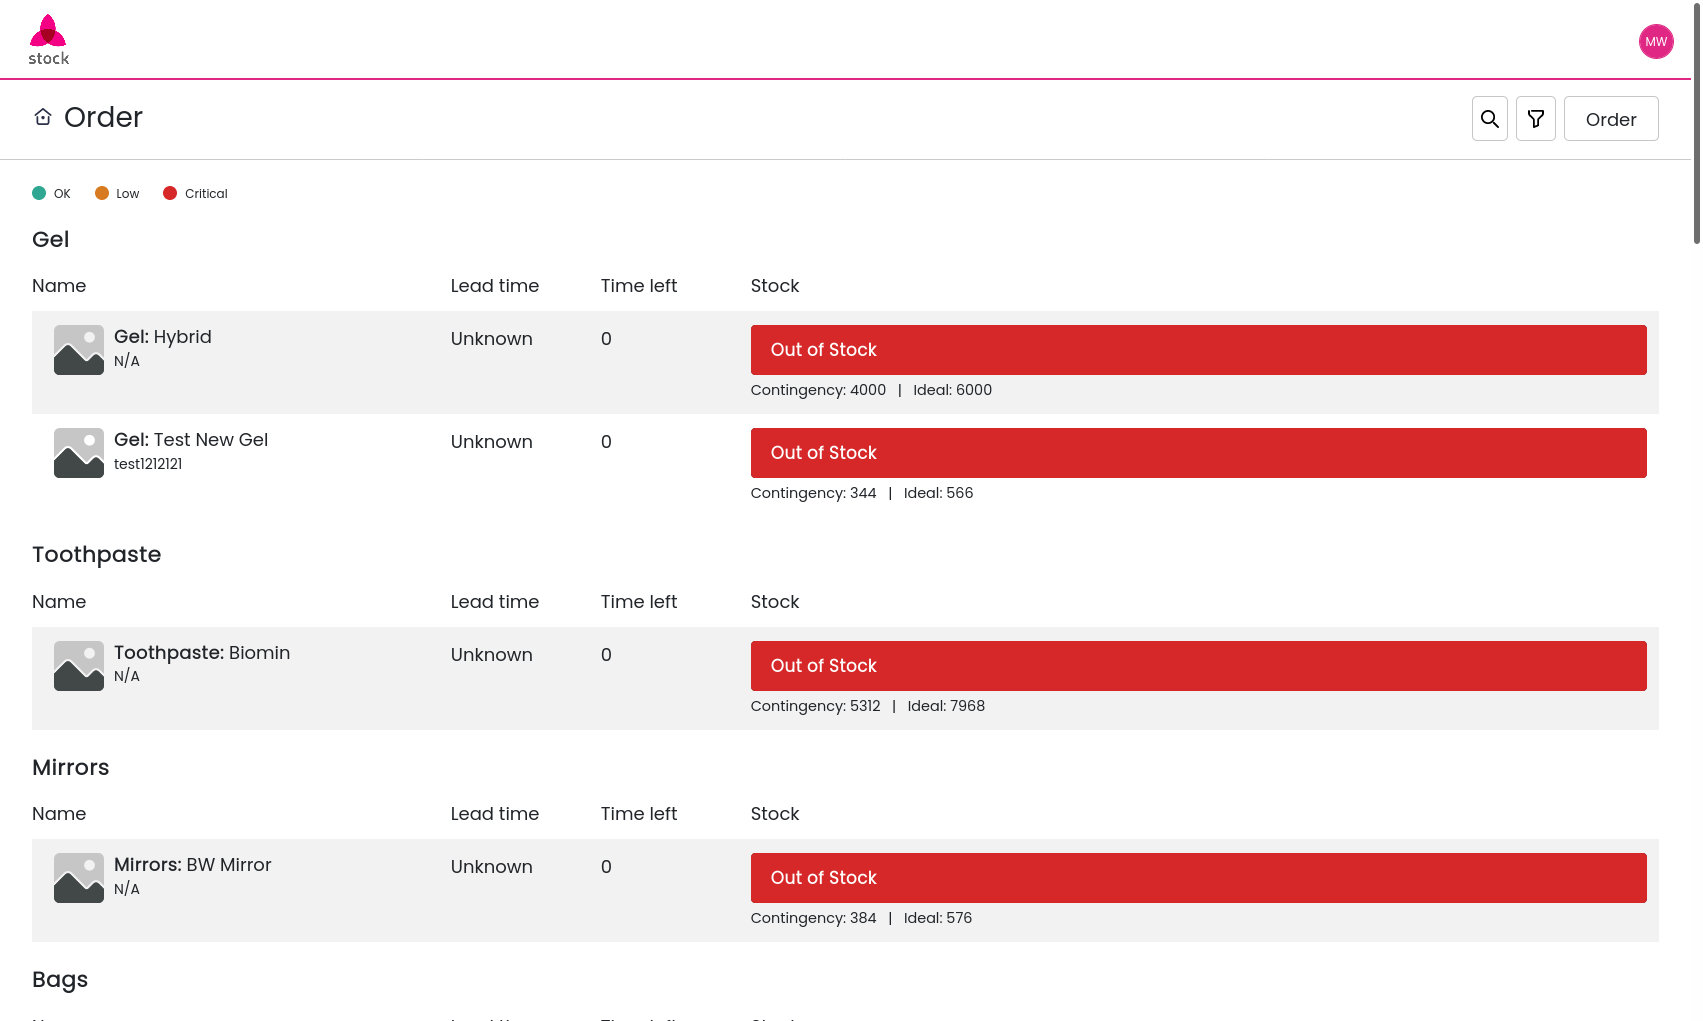 stock
MW
Order
Order
OK Low Critical
Gel
Name Lead time Time left Stock
Gel: Hybrid Unknown 0 Out of Stock
N/A
Contingency: 4000 | Ideal: 6000
Gel: Test New Gel Unknown 0 Out of Stock
test1212121
Contingency: 344 | Ideal: 566
Toothpaste
Name Lead time Time left Stock
Toothpaste: Biomin Unknown 0 Out of Stock
N/A
Contingency: 5312 | Ideal: 7968
Mirrors
Name Lead time Time left Stock
Mirrors: BW Mirror Unknown 0 Out of Stock
N/A
Contingency: 384 | Ideal: 576
Bags